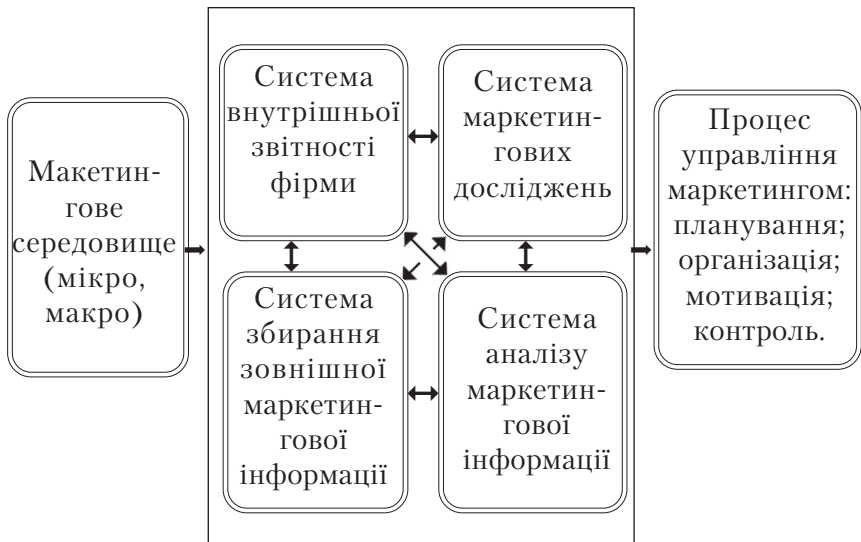 Макетин-
гове
середовище
(мікро,
макро)
Система
внутрішньої
звітності
фірми
Система
маркетин-
гових
досліджень
Система
збирання
зовнішної
маркетин-
гової
інформації
Система
аналізу
маркетин-
гової
інформації
Процес
управління
маркетингом:
планування;
організація;
мотивація;
контроль.